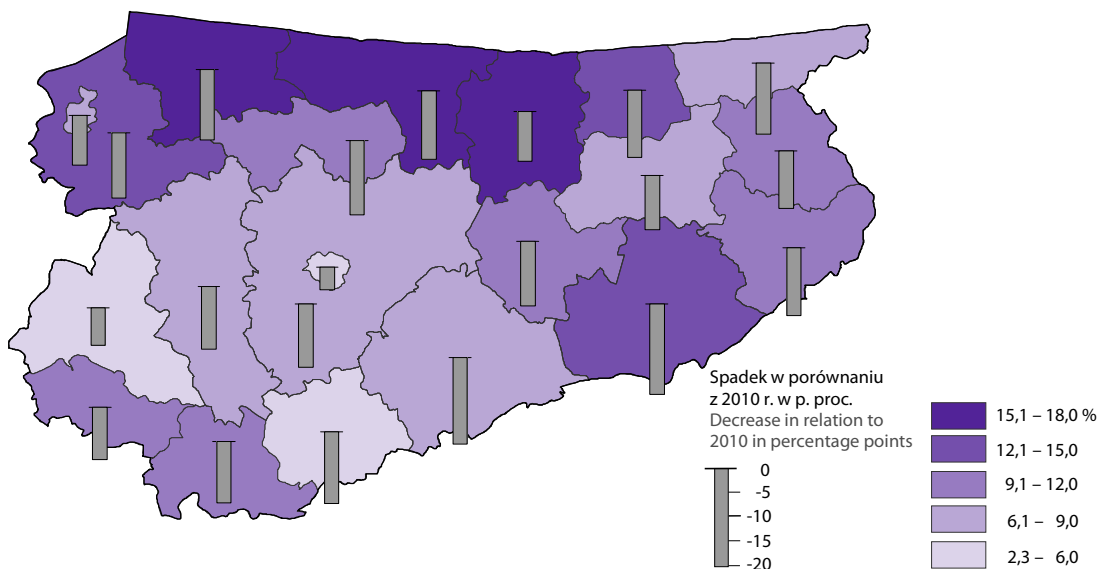 Spadek w porównaniu
z 2010 r. w p. proc.
Decrease in relation to
2010 in percentage points
0
-5
-10
-15
-20
15,1 – 18,0 %
12,1 – 15,0
9,1 – 12,0
6,1 – 9,0
2,3 – 6,0